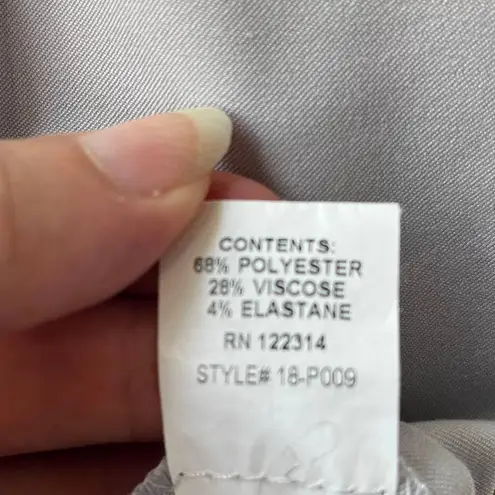 CONTENTS:
68% POLYESTER
28% VISCOSE
4% ELASTANE
RN 122314
STYLE# 18-P009